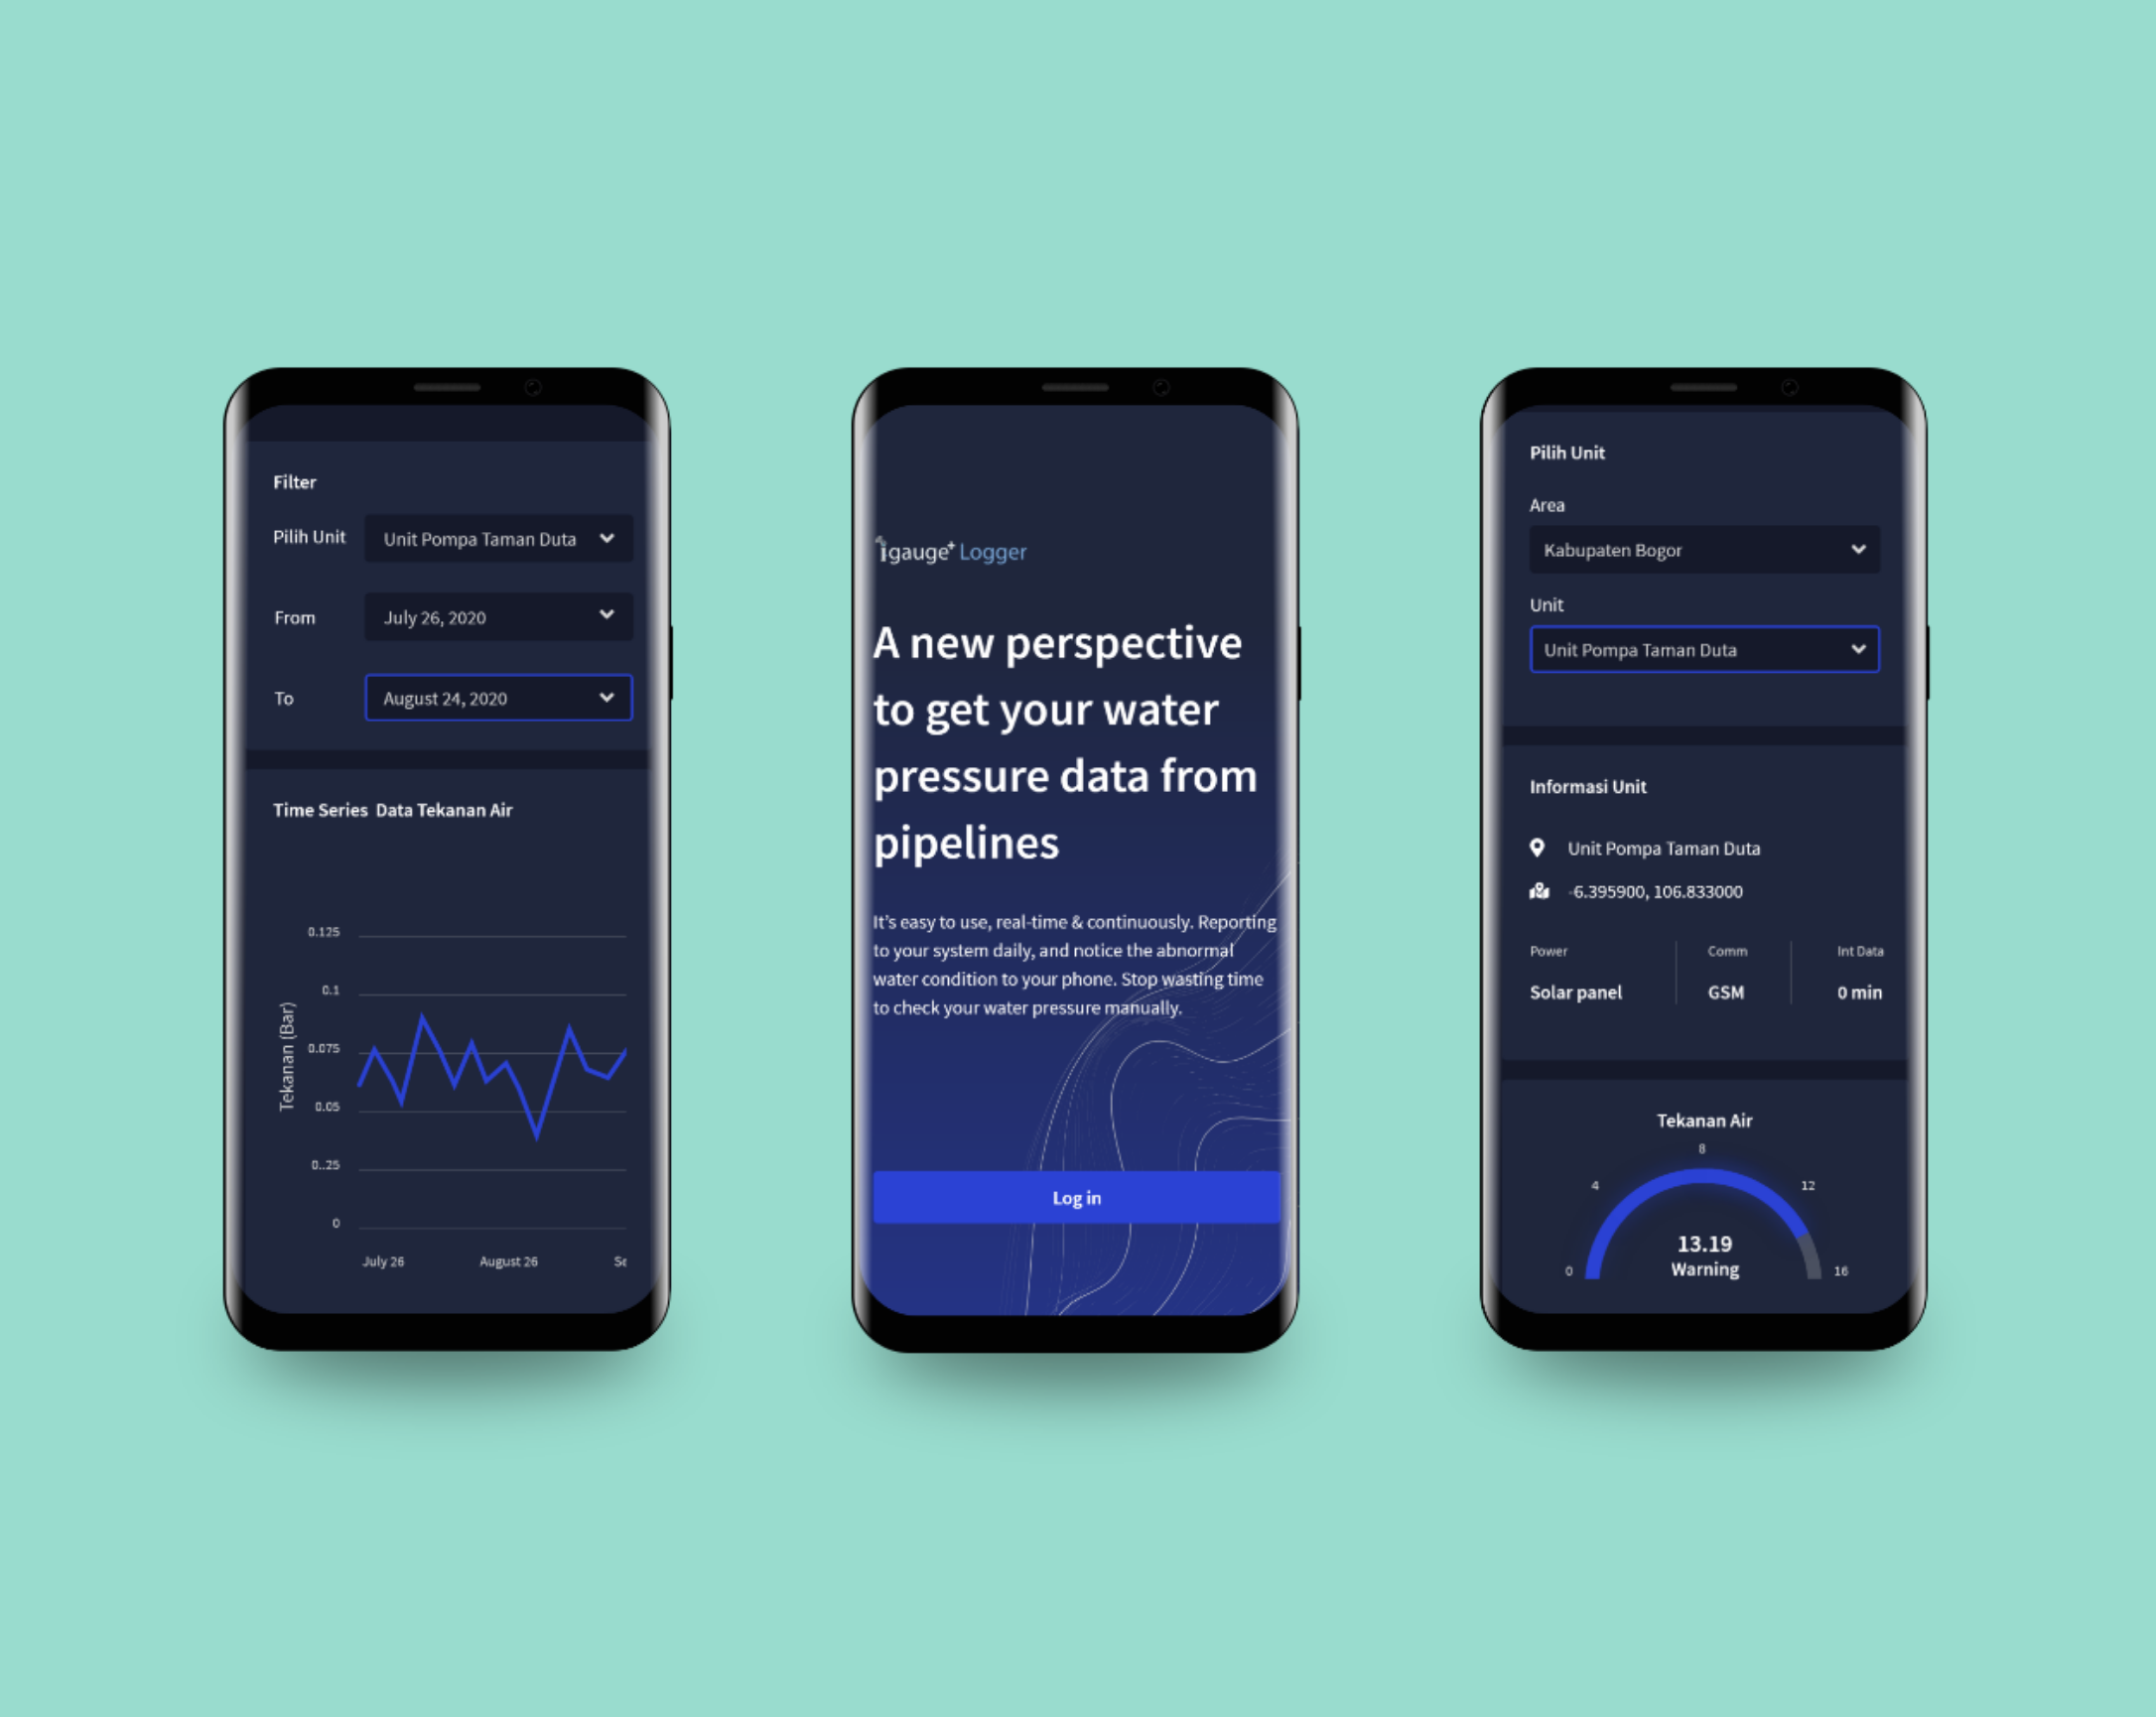 Filter
Pilih Unit
Unit Pompa Taman Duta
From
July 26, 2020
To
August 24, 2020
Time Series Data Tekanan Air
Tekanan (Bar)
0.125
0.1
0.075
0.05
0..25
0
July 26
August 26
Se
igauge+ Logger
A new perspective
to get your water
pressure data from
pipelines
It's easy to use, real-time & continuously. Reporting
to your system daily, and notice the abnormal
water condition to your phone. Stop wasting time
to check your water pressure manually.
Log in
Pilih Unit
Area
Kabupaten Bogor
Unit
Unit Pompa Taman Duta
Informasi Unit
Unit Pompa Taman Duta
-6.395900, 106.833000
Power Comm Int Data
Solar panel GSM 0 min
Tekanan Air
8
4 12
13.19
Warning
0 16